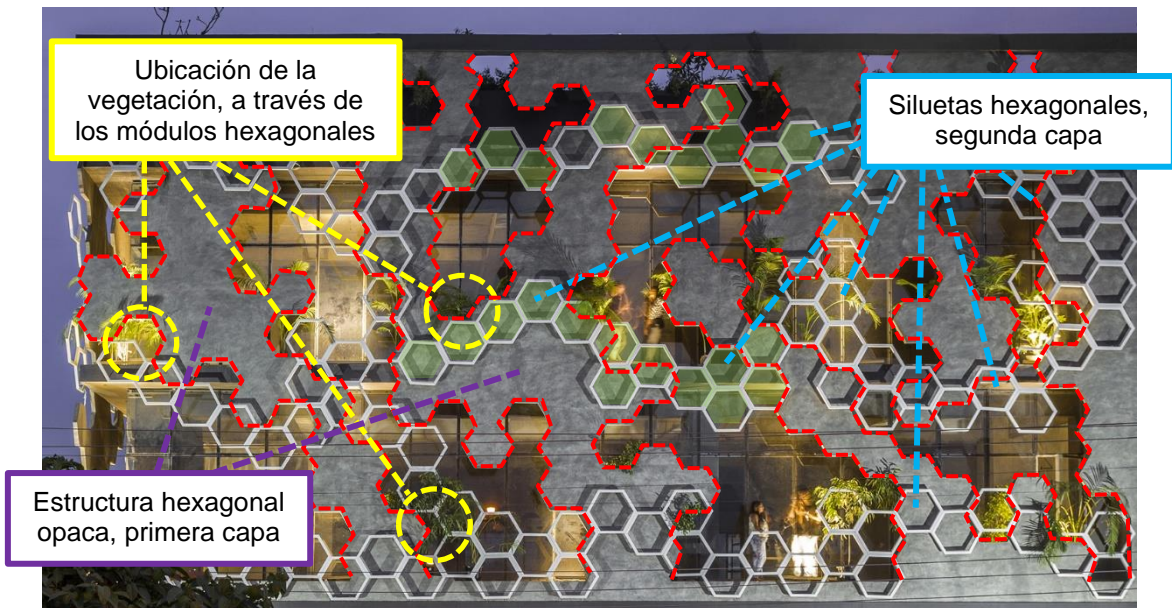 Ubicación de la
vegetación, a través de
los módulos hexagonales
Siluetas hexagonales,
segunda capa
Estructura hexagonal
opaca, primera capa